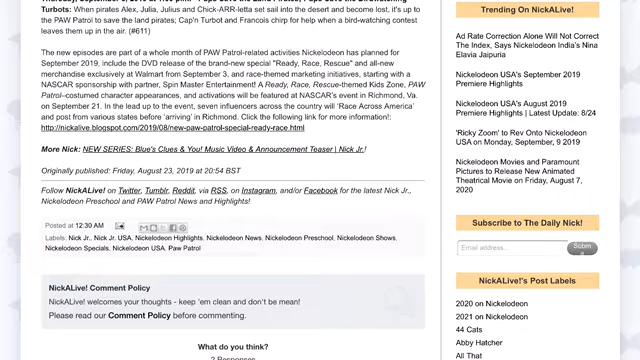 Turbots: When pirates Alex, Julia, Julius and Chick-ARR-letta set sail into the desert and become lost, it's up to
the PAW Patrol to save the land pirates; Cap'n Turbot and Francois chirp for help when a bird-watching contest
leaves them up in the air. (#611)
The new episodes are part of a whole month of PAW Patrol-related activities Nickelodeon has planned for
September 2019, include the DVD release of the brand-new special "Ready, Race, Rescue" and all-new
merchandise exclusively at Walmart from September 3, and race-themed marketing initiatives, starting with a
NASCAR sponsorship with partner, Spin Master Entertainment! A Ready, Race, Rescue-themed Kids Zone, PAW
Patrol-costumed character appearances, and activations will be featured at NASCAR's event in Richmond, Va.
on September 21. In the lead up to the event, seven influencers across the country will 'Race Across America'
and post from various states before 'arriving' in Richmond. Click the following link for more information!:
http://nickalive.blogspot.com/2019/08/new-paw-patrol-special-ready-race.html
More Nick: NEW SERIES: Blue's Clues & You! Music Video & Announcement Teaser | Nick Jr.!
Originally published: Friday, August 23, 2019 at 20:54 BST
Follow NickALive! on Twitter, Tumblr, Reddit, via RSS, on Instagram, and/or Facebook for the latest Nick Jr.,
Nickelodeon Preschool and PAW Patrol News and Highlights!
Posted at 12:30 AM
Labels: Nick Jr., Nick Jr. USA, Nickelodeon Highlights, Nickelodeon News, Nickelodeon Preschool, Nickelodeon Shows,
Nickelodeon Specials, Nickelodeon USA, Paw Patrol
NickALive! Comment Policy
NickALive! welcomes your thoughts - keep 'em clean and don't be mean!
Please read our Comment Policy before commenting.
What do you think?
2 Responses
Trending On NickALive!
Ad Rate Correction Alone Will Not Correct
The Index, Says Nickelodeon India's Nina
Elavia Jaipuria
Nickelodeon USA's September 2019
Premiere Highlights
Nickelodeon USA's August 2019
Premiere Highlights | Latest Update: 8/24
'Ricky Zoom' to Rev Onto Nickelodeon
USA on Monday, September, 9 2019
Nickelodeon Movies and Paramount
Pictures to Release New Animated
Theatrical Movie on Friday, August 7,
2020
Subscribe to The Daily Nick!
Email address...
Subm
NickALive!'s Post Labels
2020 on Nickelodeon
2021 on Nickelodeon
44 Cats
Abby Hatcher
All That